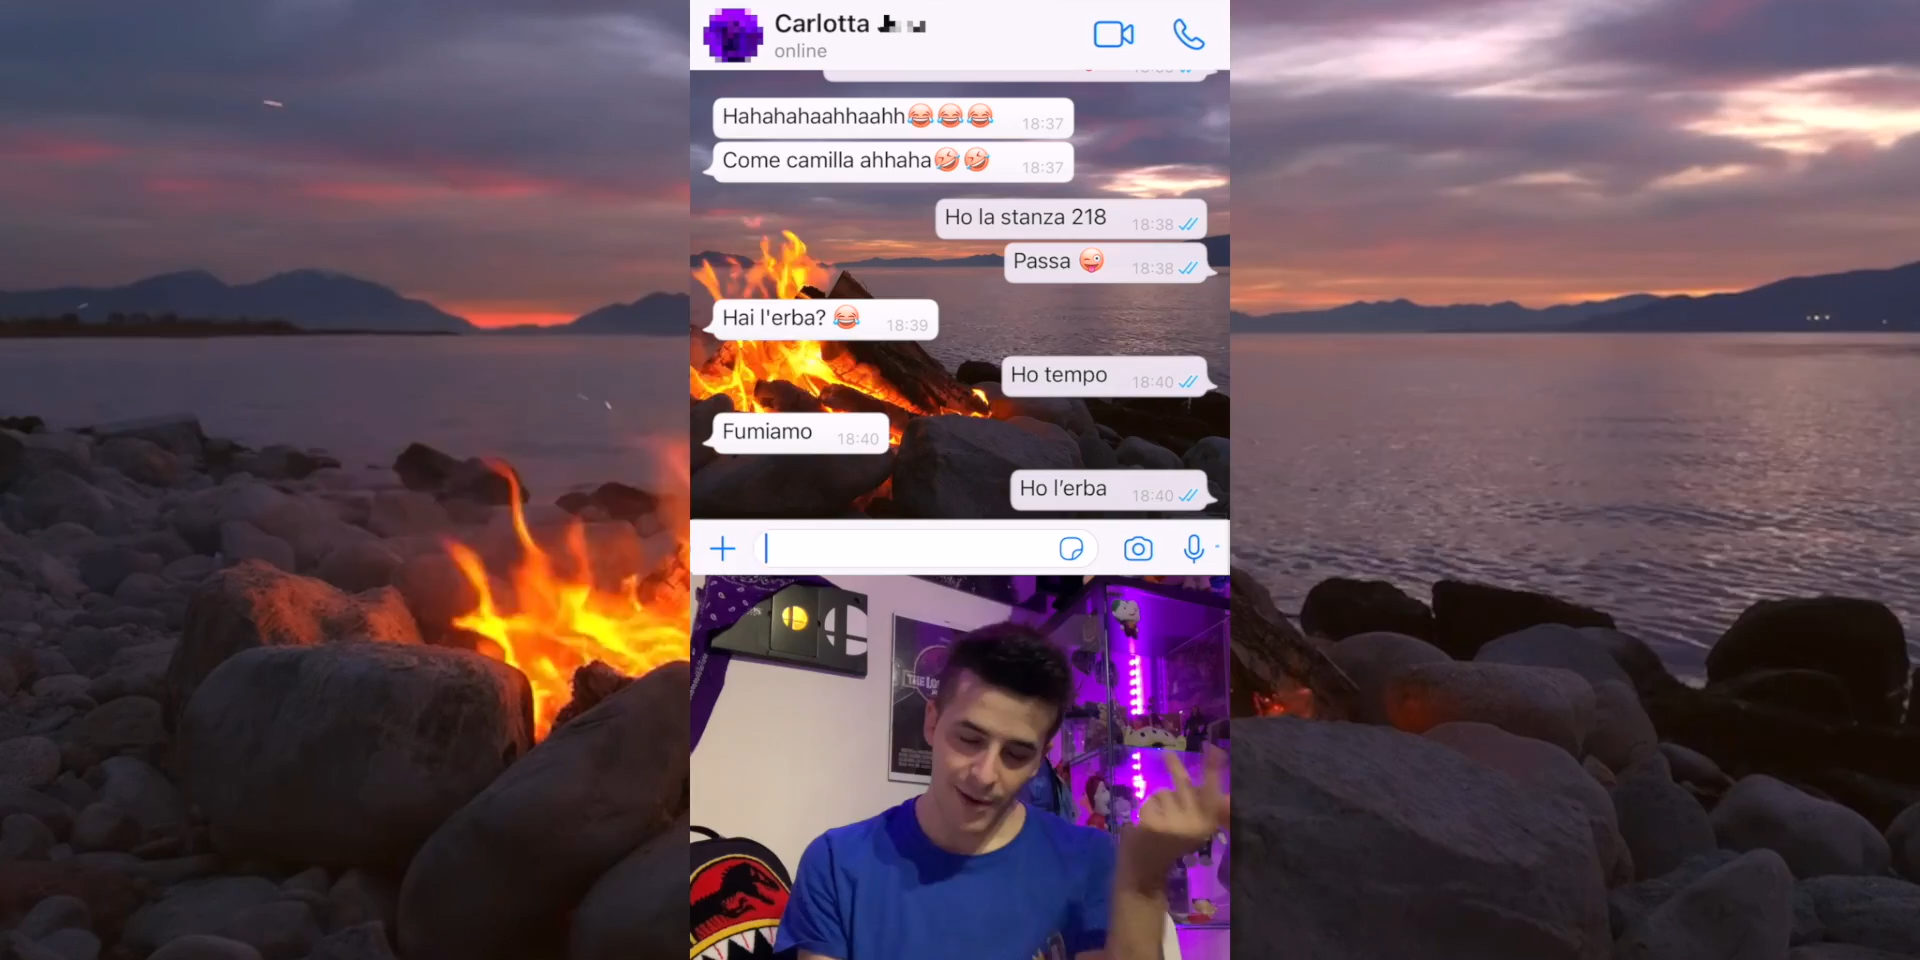 Carlotta
online
Hahahahaahhaahh😂😂😂 18:37
Come camilla ahhaha🤣🤣 18:37
Ho la stanza 218 18:38
Passa 😜 18:38
Hai l'erba? 😂 18:39
Ho tempo 18:40
Fumiamo 18:40
Ho l’erba 18:40